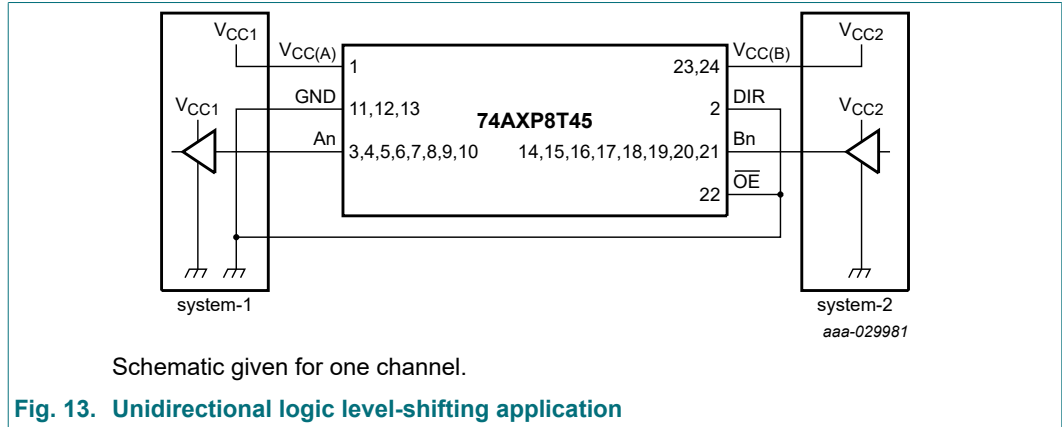 VCC1
VCC2
VCC(A)
VCC(B)
1
23,24
GND
DIR
11,12,13
2
74AXP8T45
VCC1
VCC2
An
Bn
3,4,5,6,7,8,9,10
14,15,16,17,18,19,20,21
OE
22
system-1
system-2
aaa-029981
Schematic given for one channel.
Fig. 13. Unidirectional logic level-shifting application